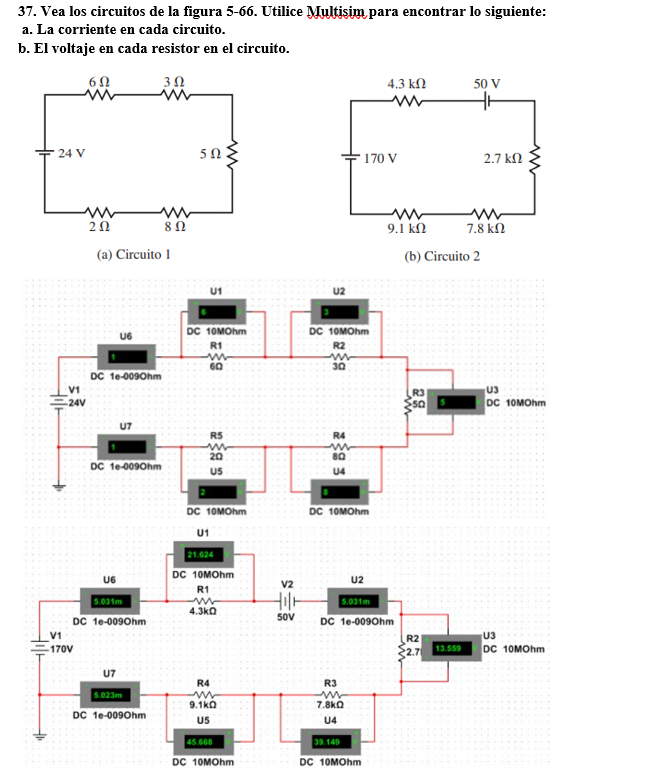 37. Vea los circuitos de la figura 5-66. Utilice Multisim para encontrar lo siguiente:
a. La corriente en cada circuito.
b. El voltaje en cada resistor en el circuito.
6 Ω 3 Ω
24 V 5 Ω
2 Ω 8 Ω
(a) Circuito 1
4.3 kΩ 50 V
170 V 2.7 kΩ
9.1 kΩ 7.8 kΩ
(b) Circuito 2
U1 U2
6 3
DC 10MOhm DC 10MOhm
U6 R1 R2
1 6Ω 3Ω
DC 1e-009Ohm
V1 24V
R3 5Ω 5 U3 DC 10MOhm
U7 R5 R4
1 2Ω 8Ω
DC 1e-009Ohm U5 U4
2 8
DC 10MOhm DC 10MOhm
U1
21.624
DC 10MOhm
U6 R1 V2 U2
5.031m 4.3kΩ 50V 5.031m
DC 1e-009Ohm DC 1e-009Ohm
V1 170V
R2 2.7 13.559 U3 DC 10MOhm
U7 R4 R3
5.023m 9.1kΩ 7.8kΩ
DC 1e-009Ohm U5 U4
45.668 39.149
DC 10MOhm DC 10MOhm